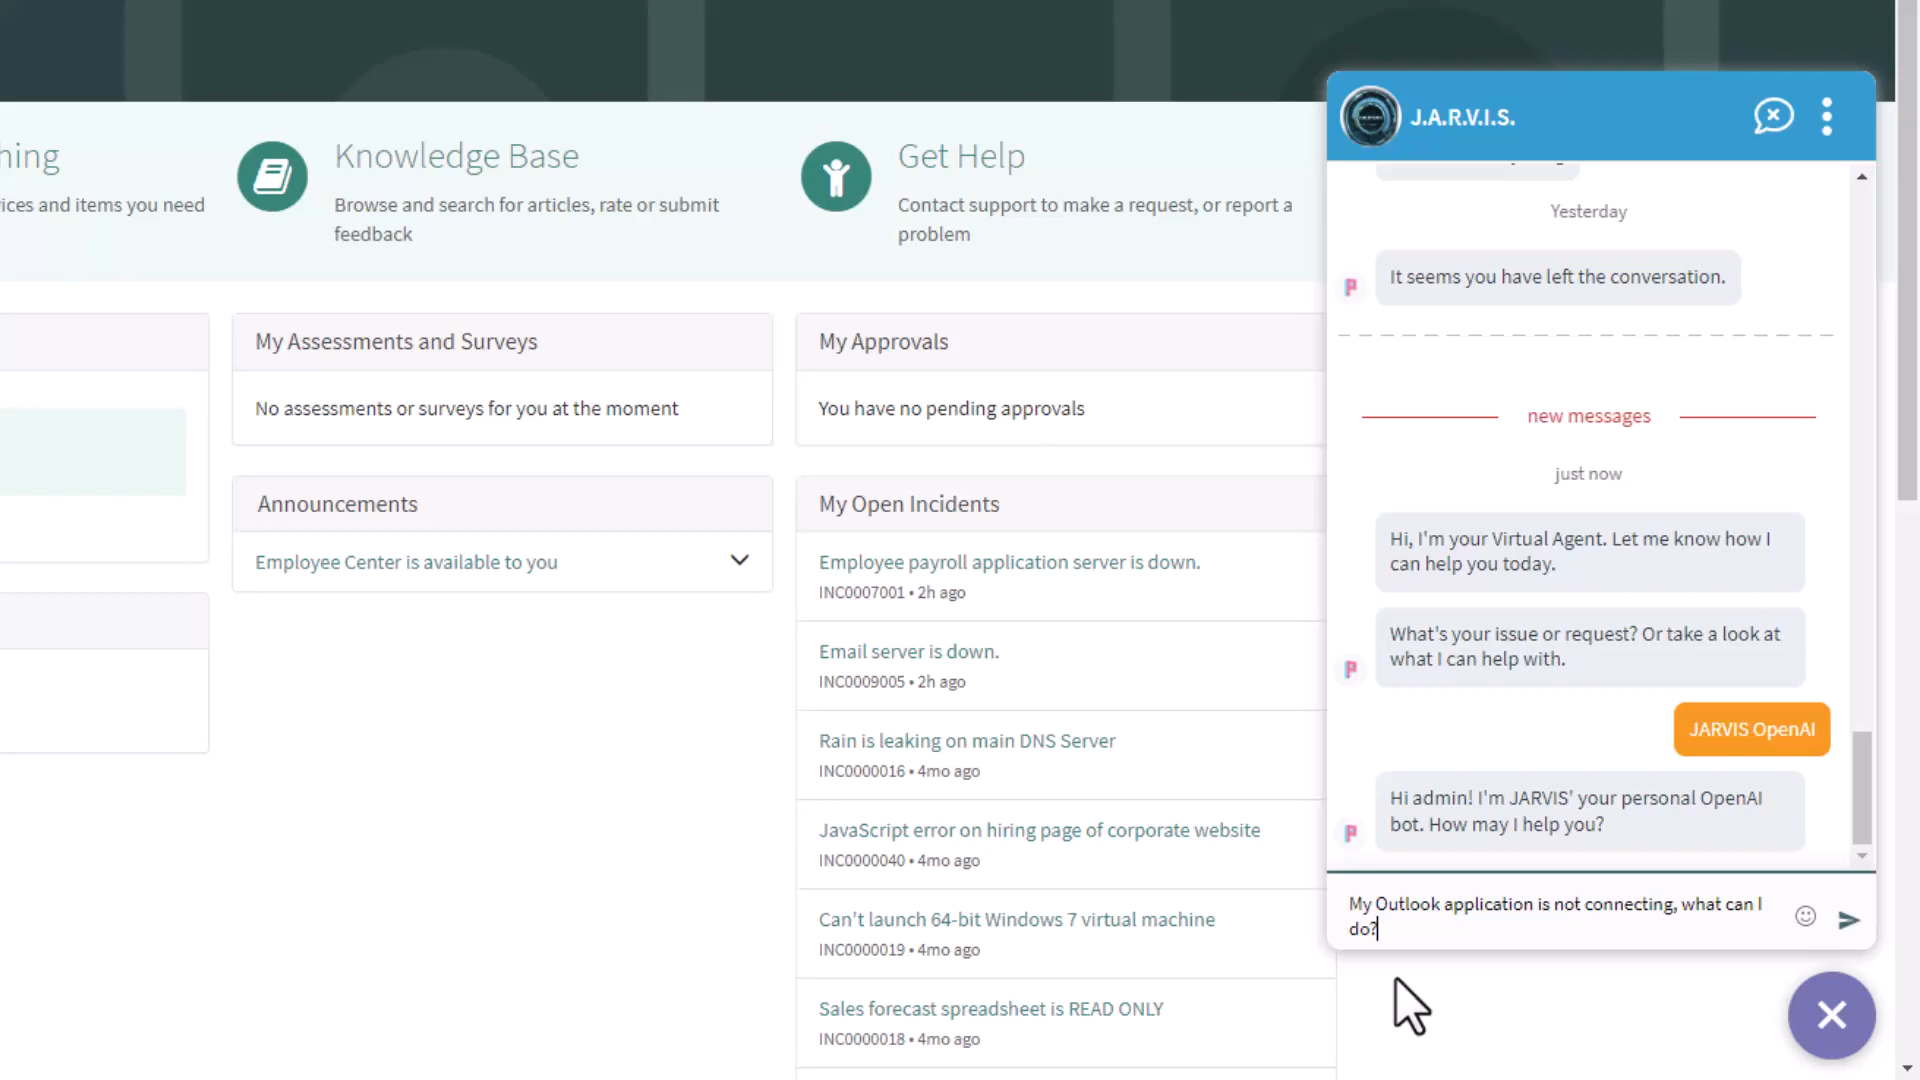 hing
ices and items you need
Knowledge Base
Browse and search for articles, rate or submit
feedback
Get Help
Contact support to make a request, or report a
problem
My Assessments and Surveys
No assessments or surveys for you at the moment
Announcements
Employee Center is available to you
My Approvals
You have no pending approvals
My Open Incidents
Employee payroll application server is down.
INC0007001 • 2h ago
Email server is down.
INC0009005 • 2h ago
Rain is leaking on main DNS Server
INC0000016 • 4mo ago
JavaScript error on hiring page of corporate website
INC0000040 • 4mo ago
Can't launch 64-bit Windows 7 virtual machine
INC0000019 • 4mo ago
Sales forecast spreadsheet is READ ONLY
INC0000018 • 4mo ago
J.A.R.V.I.S.
Yesterday
It seems you have left the conversation.
new messages
just now
Hi, I'm your Virtual Agent. Let me know how I
can help you today.
What's your issue or request? Or take a look at
what I can help with.
JARVIS OpenAI
Hi admin! I'm JARVIS' your personal OpenAI
bot. How may I help you?
My Outlook application is not connecting, what can I
do?